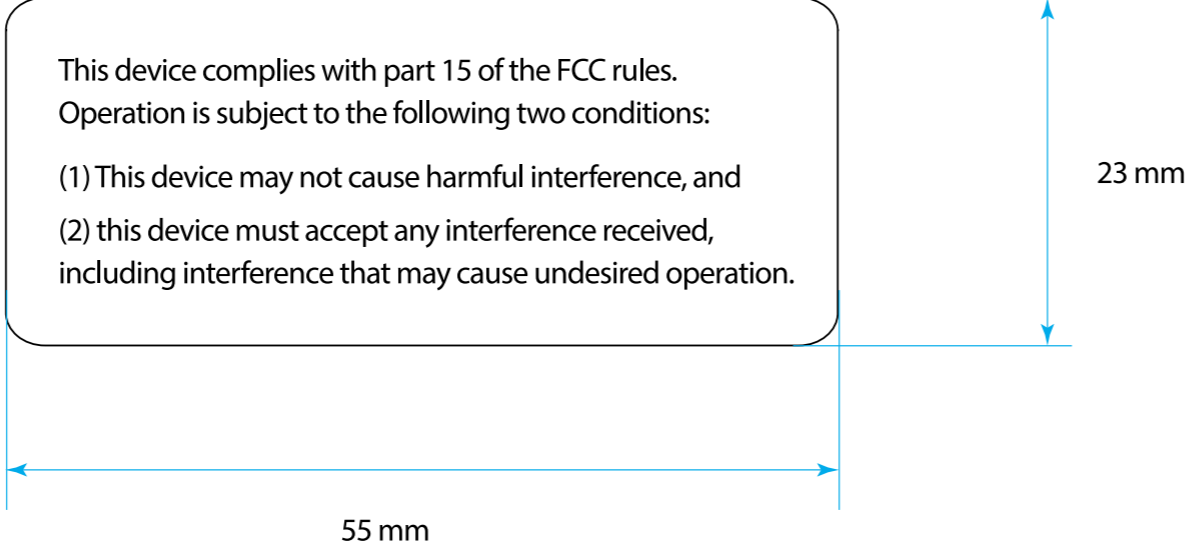 This device complies with part 15 of the FCC rules.
Operation is subject to the following two conditions:
(1) This device may not cause harmful interference, and
(2) this device must accept any interference received,
including interference that may cause undesired operation.
23 mm
55 mm